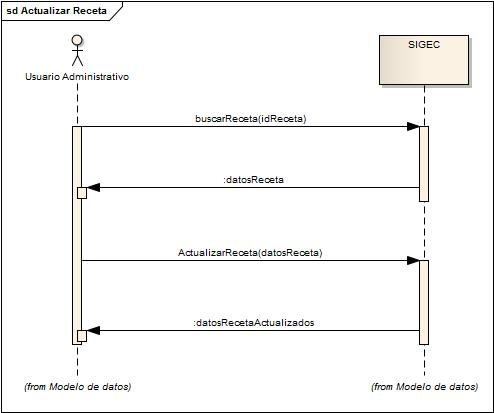 sd Actualizar Receta
SIGEC
Usuario Administrativo
buscarReceta(idReceta)
:datosReceta
ActualizarReceta(datosReceta)
:datosRecetaActualizados
(from Modelo de datos)
(from Modelo de datos)